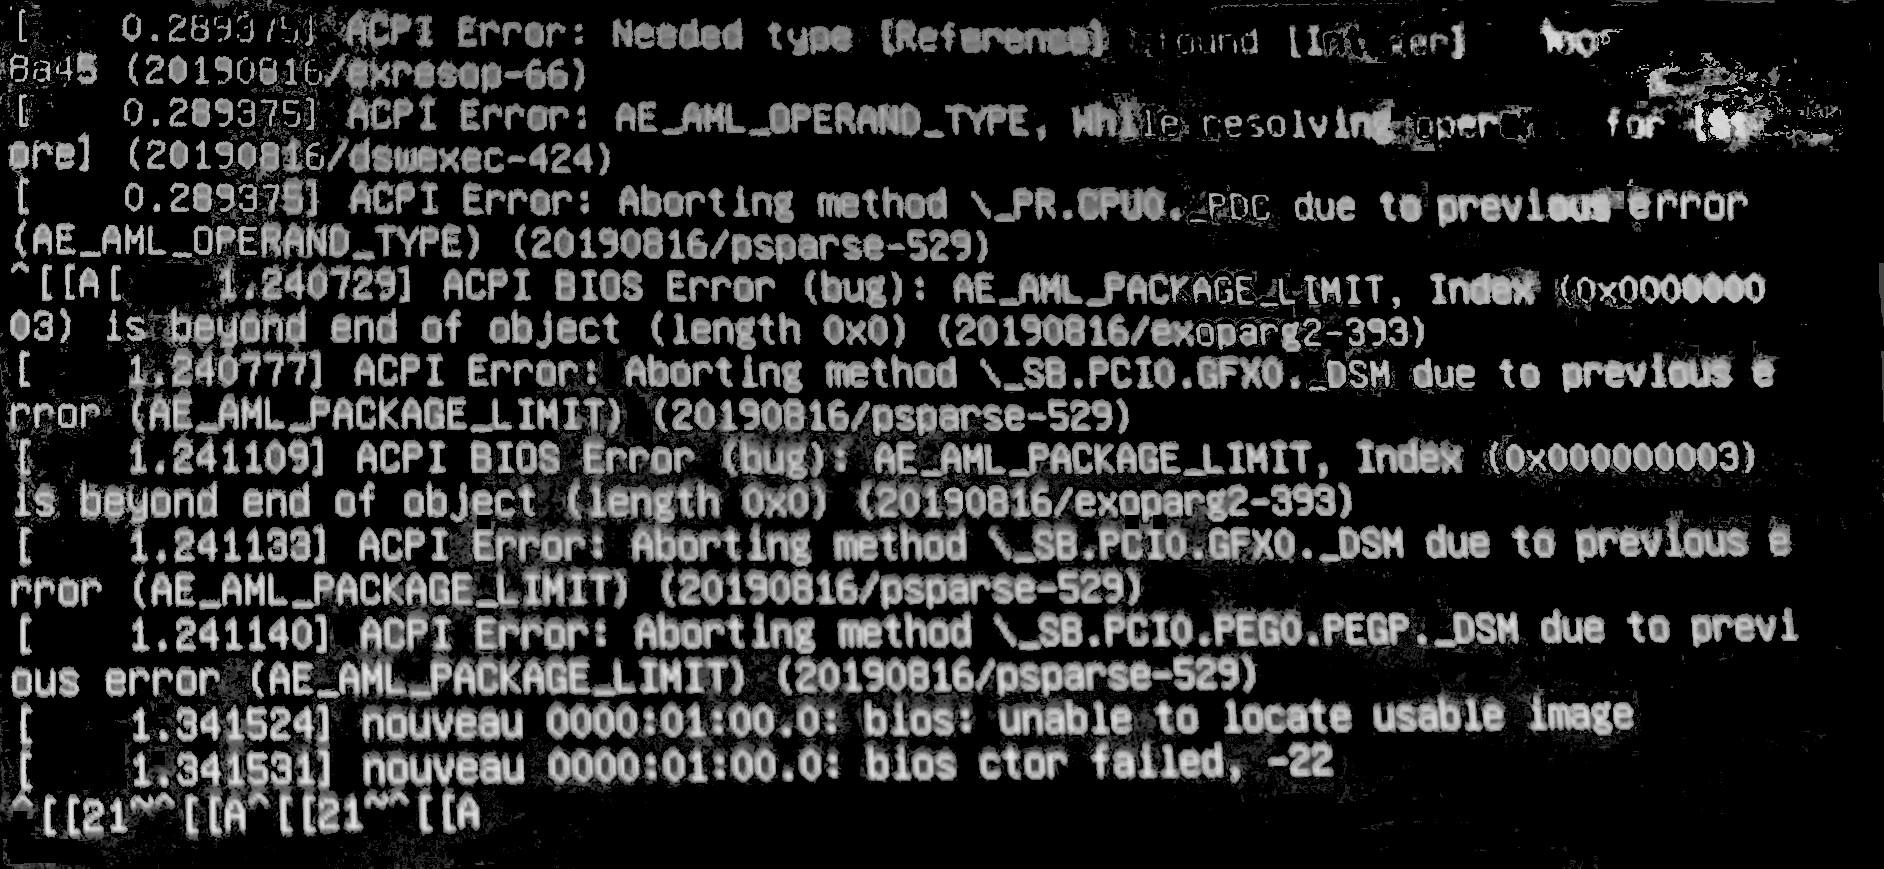 [    0.289375] ACPI Error: Needed type [Reference], found [Integer]
8a45 (20190816/exresop-66)
[    0.289375] ACPI Error: AE_AML_OPERAND_TYPE, While resolving for
ore] (20190816/dswexec-424)
[    0.289375] ACPI Error: Aborting method \_PR.CPU0._PDC due to previous error
(AE_AML_OPERAND_TYPE) (20190816/psparse-529)
^[[A[    1.240729] ACPI BIOS Error (bug): AE_AML_PACKAGE_LIMIT, Index (0x0000000
03) is beyond end of object (length 0x0) (20190816/exoparg2-393)
[    1.240777] ACPI Error: Aborting method \_SB.PCI0.GFX0._DSM due to previous e
rror (AE_AML_PACKAGE_LIMIT) (20190816/psparse-529)
[    1.241109] ACPI BIOS Error (bug): AE_AML_PACKAGE_LIMIT, Index (0x000000003)
is beyond end of object (length 0x0) (20190816/exoparg2-393)
[    1.241133] ACPI Error: Aborting method \_SB.PCI0.GFX0._DSM due to previous e
rror (AE_AML_PACKAGE_LIMIT) (20190816/psparse-529)
[    1.241140] ACPI Error: Aborting method \_SB.PCI0.PEG0.PEGP._DSM due to previ
ous error (AE_AML_PACKAGE_LIMIT) (20190816/psparse-529)
[    1.341524] nouveau 0000:01:00.0: bios: unable to locate usable image
[    1.341531] nouveau 0000:01:00.0: bios ctor failed, -22
^[[21~^[[A^[[21~^[[A